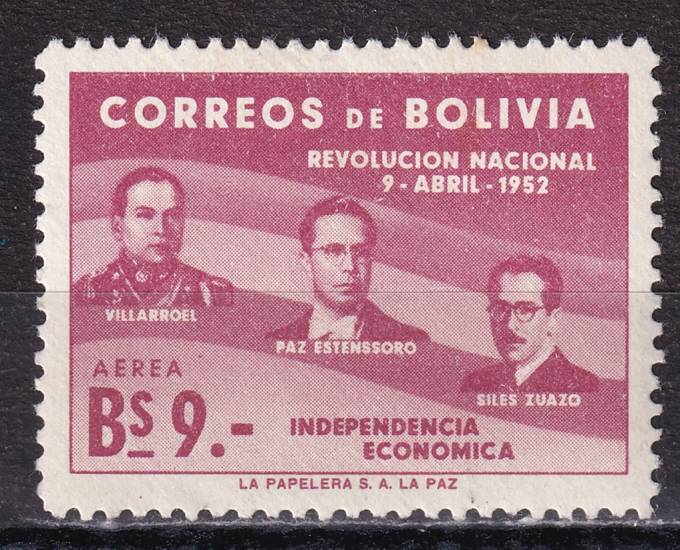 CORREOS DE BOLIVIA
REVOLUCION NACIONAL
9 - ABRIL - 1952
VILLARROEL
PAZ ESTENSSORO
SILES ZUAZO
AEREA
Bs 9.-
INDEPENDENCIA
ECONOMICA
LA PAPELERA S. A. LA PAZ